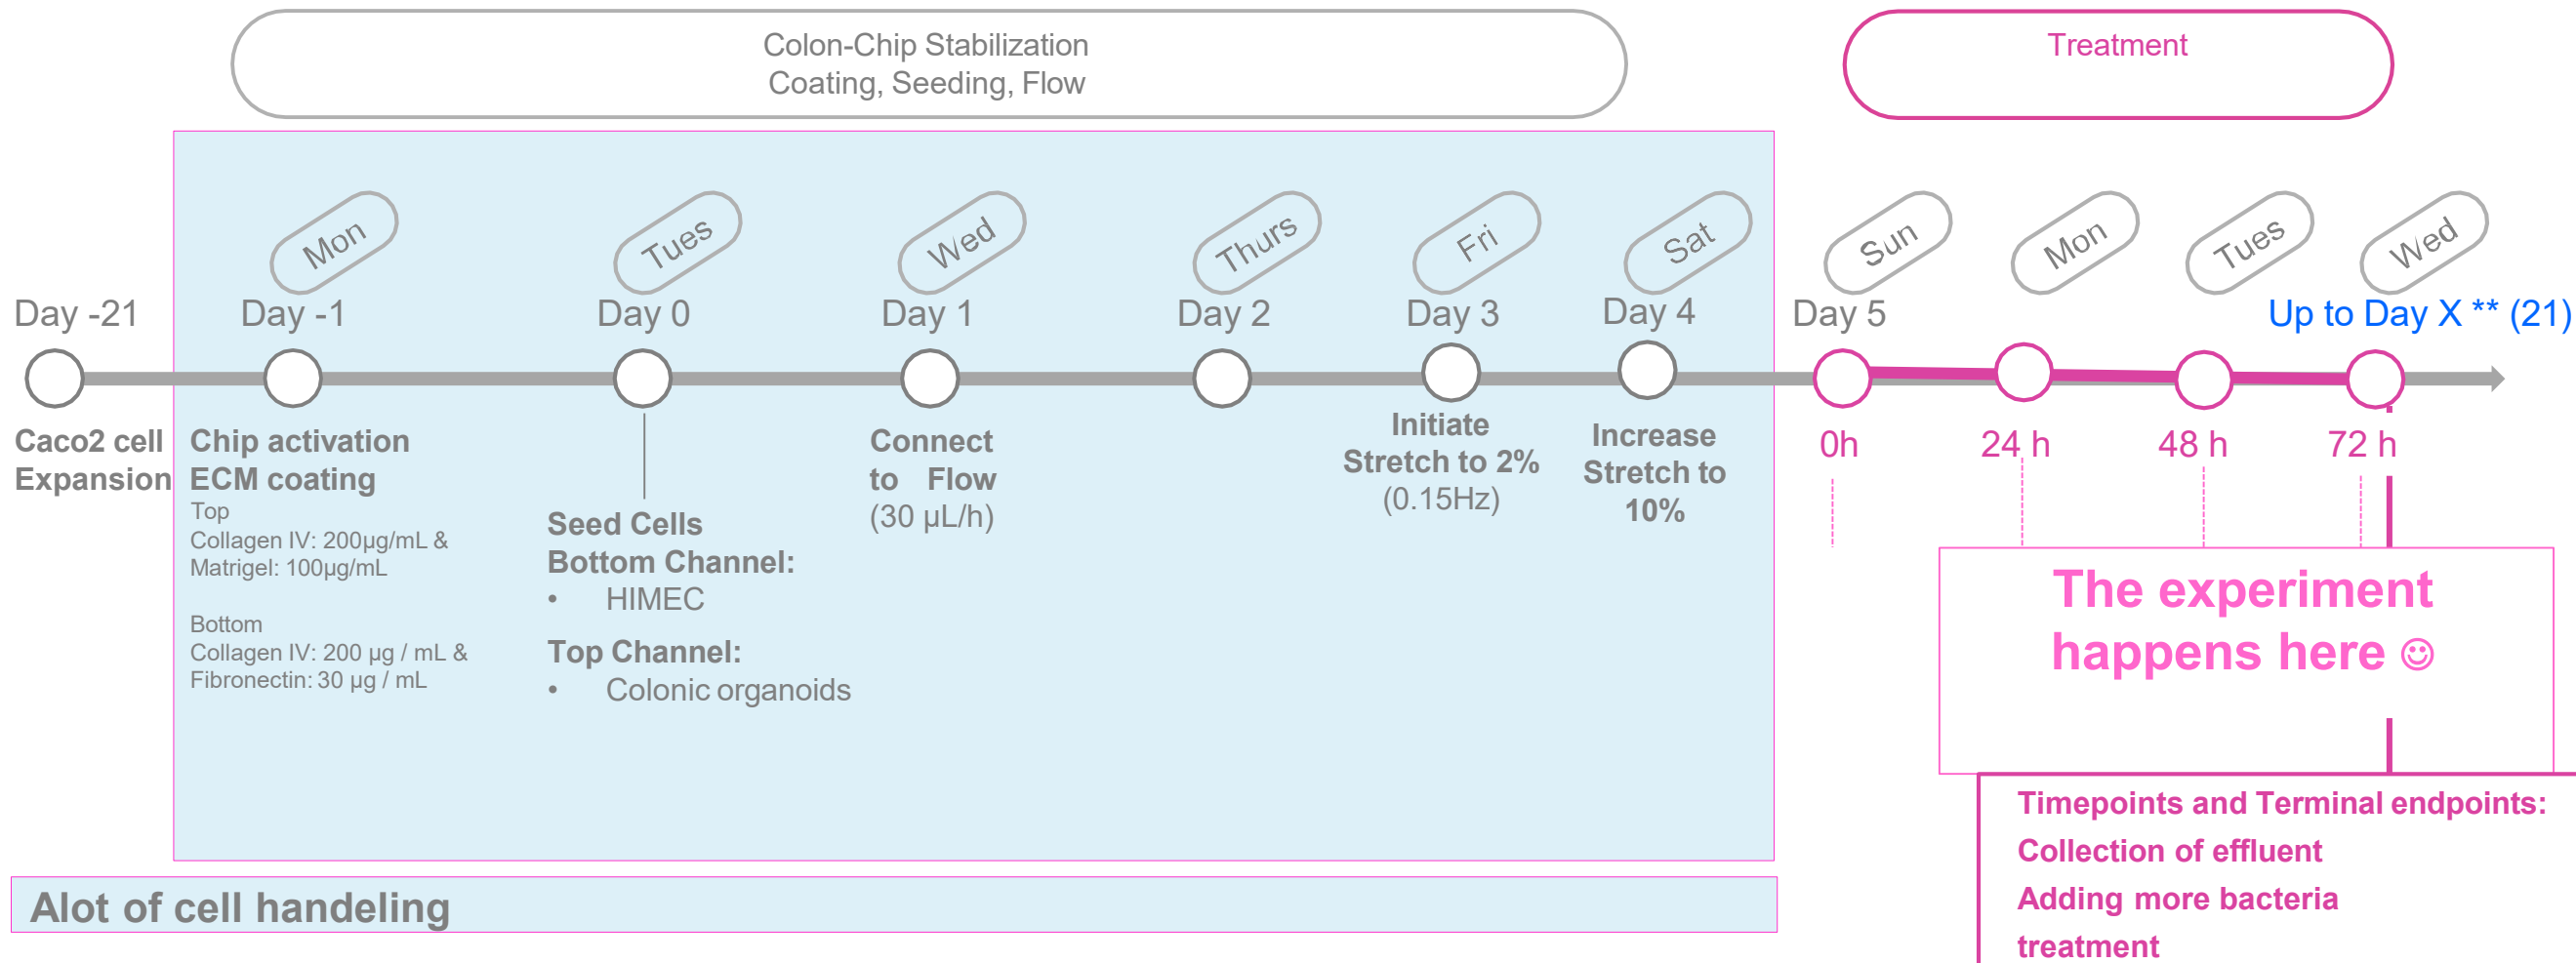 Colon-Chip Stabilization
Coating, Seeding, Flow
Treatment
Mon
Tues
Wed
Thurs
Fri
Sat
Sun
Mon
Tues
Wed
Day -21
Day -1
Day 0
Day 1
Day 2
Day 3
Day 4
Day 5
Up to Day X ** (21)
Caco2 cell
Expansion
Chip activation
ECM coating
Top
Collagen IV: 200µg/mL &
Matrigel: 100µg/mL
Bottom
Collagen IV: 200 µg / mL &
Fibronectin: 30 µg / mL
Seed Cells
Bottom Channel:
• HIMEC
Top Channel:
• Colonic organoids
Connect
to Flow
(30 µL/h)
Initiate
Stretch to 2%
(0.15Hz)
Increase
Stretch to
10%
0h
24 h
48 h
72 h
The experiment
happens here ☺
Timepoints and Terminal endpoints:
Collection of effluent
Adding more bacteria
treatment
Alot of cell handeling